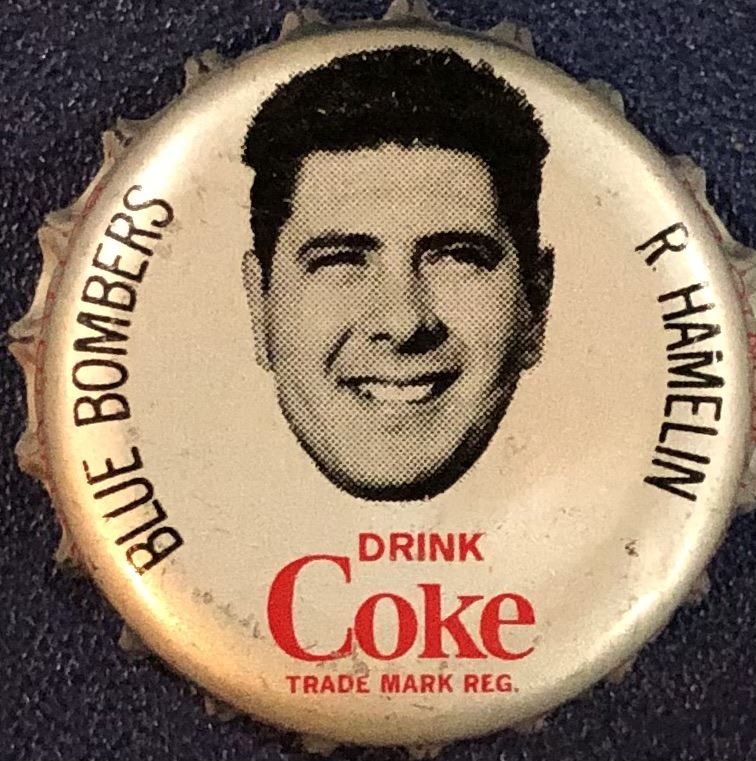 BLUE BOMBERS
R. HAMELIN
DRINK
Coke
TRADE MARK REG.